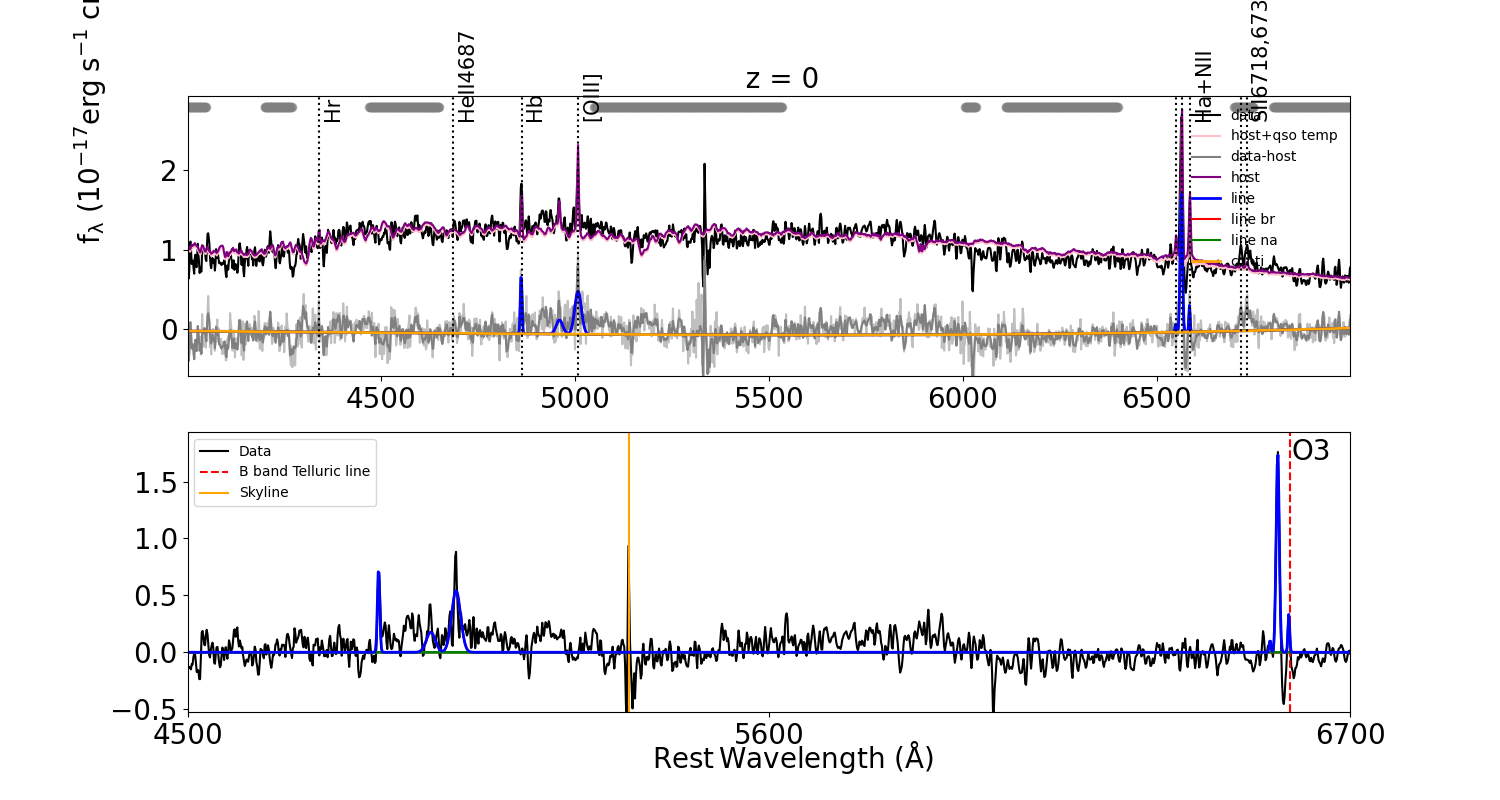 z = 0
fλ (10−17erg s−1 c
Hr
HeII4687
Hb
[OIII]
Ha+NII
SII6718,673
data
host+qso temp
data-host
host
line
line br
line na
conti
2
1
0
4500 5000 5500 6000 6500
Data
B band Telluric line
Skyline
O3
1.5
1.0
0.5
0.0
−0.5
4500 5600 6700
Rest Wavelength (Å)